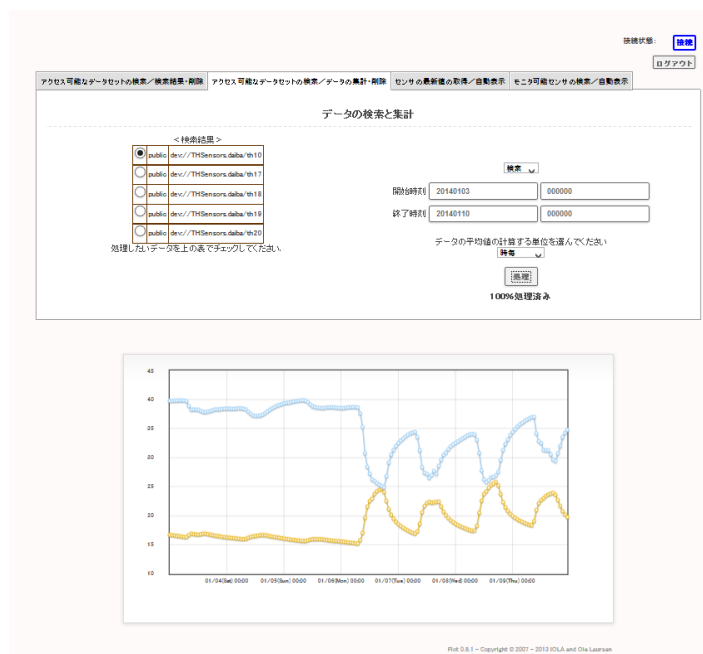 接続状態:
接続
ログアウト
アクセス可能なデータセットの検索／検索結果・削除
アクセス可能なデータセットの検索／データの集計・削除
センサの最新値の取得／自動表示
モニタ可能センサの検索／自動表示
データの検索と集計
＜検索結果＞
public dev://THSensors.daiba/th10
public dev://THSensors.daiba/th17
public dev://THSensors.daiba/th18
public dev://THSensors.daiba/th19
public dev://THSensors.daiba/th20
処理したいデータを上の表でチェックしてください.
検索
開始時刻 20140103 000000
終了時刻 20140110 000000
データの平均値の計算する単位を選んでください
時毎
処理
100%処理済み
45
40
35
30
25
20
15
10
01/04(Sat) 00:00 01/05(Sun) 00:00 01/06(Mon) 00:00 01/07(Tue) 00:00 01/08(Wed) 00:00 01/09(Thu) 00:00
Flot 0.8.1 – Copyright © 2007 – 2013 IOLA and Ole Laursen